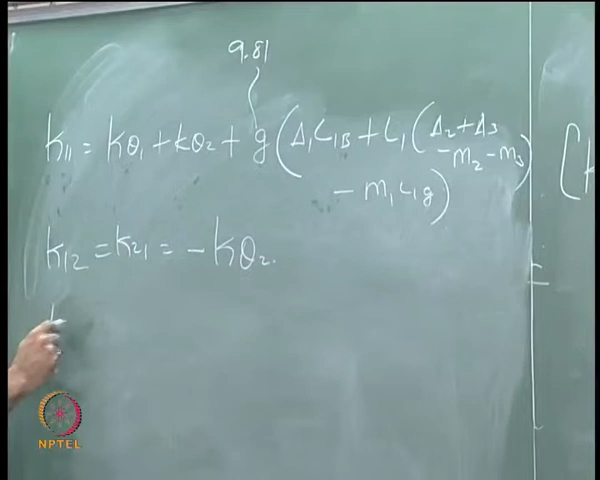 9.81
k₁₁ = kθ₁ + kθ₂ + g (Δ₁L₁B + L₁ (Δ₂ + Δ₃
- m₂ - m₃)
- m₁L₁g)
k₁₂ = k₂₁ = - kθ₂.
[k
NPTEL